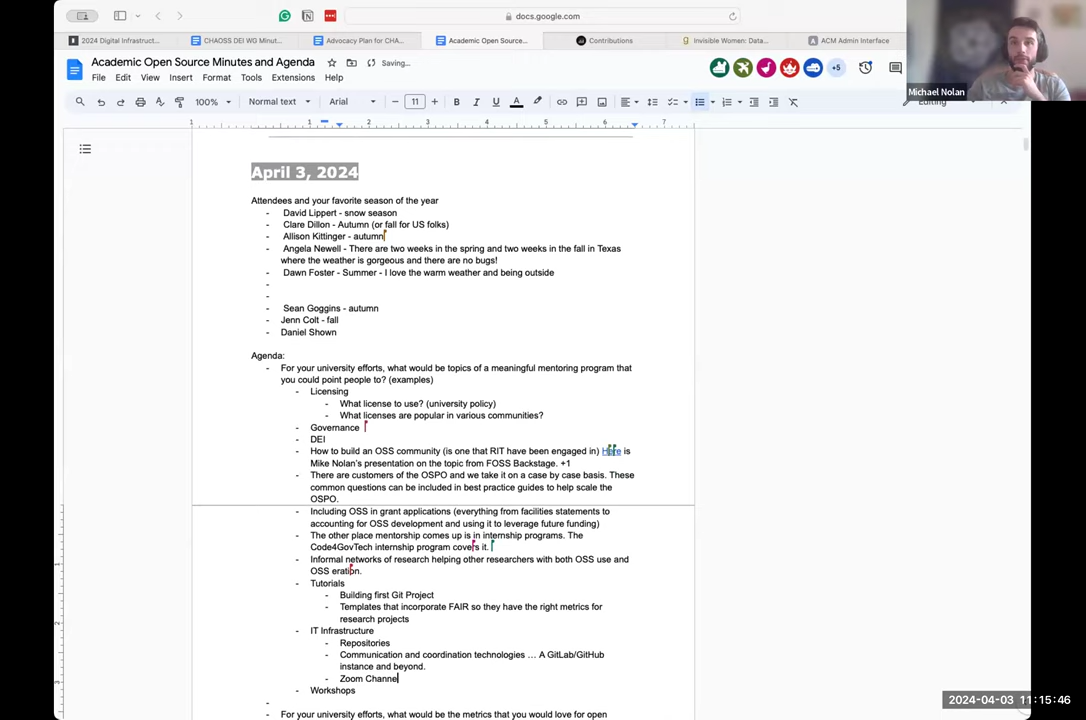 docs.google.com
2024 Digital Infrastruct...
CHAOSS DEI WG Minut...
Advocacy Plan for CHA...
Academic Open Source...
Contributions
Invisible Women: Data...
ACM Admin Interface
Academic Open Source Minutes and Agenda
Saving...
File Edit View Insert Format Tools Extensions Help
+5
Michael Nolan
100% Normal text Arial 11 Editing
1 1 2 3 4 5 6 7
April 3, 2024
Attendees and your favorite season of the year
- David Lippert - snow season
- Clare Dillon - Autumn (or fall for US folks)
- Allison Kittinger - autumn
- Angela Newell - There are two weeks in the spring and two weeks in the fall in Texas
where the weather is gorgeous and there are no bugs!
- Dawn Foster - Summer - I love the warm weather and being outside
-
-
- Sean Goggins - autumn
- Jenn Colt - fall
- Daniel Shown
Agenda:
- For your university efforts, what would be topics of a meaningful mentoring program that
you could point people to? (examples)
- Licensing
- What license to use? (university policy)
- What licenses are popular in various communities?
- Governance
- DEI
- How to build an OSS community (is one that RIT have been engaged in) Here is
Mike Nolan's presentation on the topic from FOSS Backstage. +1
- There are customers of the OSPO and we take it on a case by case basis. These
common questions can be included in best practice guides to help scale the
OSPO.
- Including OSS in grant applications (everything from facilities statements to
accounting for OSS development and using it to leverage future funding)
- The other place mentorship comes up is in internship programs. The
Code4GovTech internship program covers it.
- Informal networks of research helping other researchers with both OSS use and
OSS eration.
- Tutorials
- Building first Git Project
- Templates that incorporate FAIR so they have the right metrics for
research projects
- IT Infrastructure
- Repositories
- Communication and coordination technologies … A GitLab/GitHub
instance and beyond.
- Zoom Channe
- Workshops
-
- For your university efforts, what would be the metrics that you would love for open
2024-04-03 11:15:46